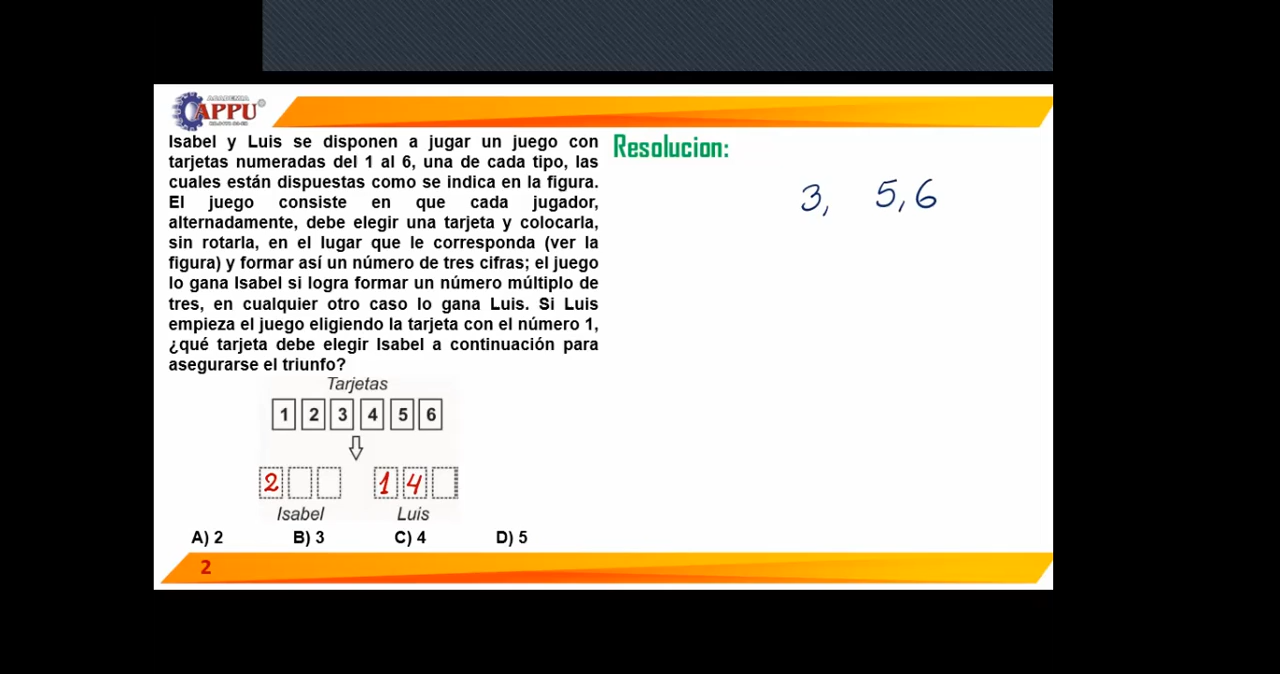 ACADEMIA
APPU
Isabel y Luis se disponen a jugar un juego con
Resolucion:
tarjetas numeradas del 1 al 6, una de cada tipo, las
cuales están dispuestas como se indica en la figura.
3, 5,6
El juego consiste en que cada jugador,
alternadamente, debe elegir una tarjeta y colocarla,
sin rotarla, en el lugar que le corresponda (ver la
figura) y formar así un número de tres cifras; el juego
lo gana Isabel si logra formar un número múltiplo de
tres, en cualquier otro caso lo gana Luis. Si Luis
empieza el juego eligiendo la tarjeta con el número 1,
¿qué tarjeta debe elegir Isabel a continuación para
asegurarse el triunfo?
Tarjetas
1 2 3 4 5 6
2 1 4
Isabel Luis
A) 2 B) 3 C) 4 D) 5
2